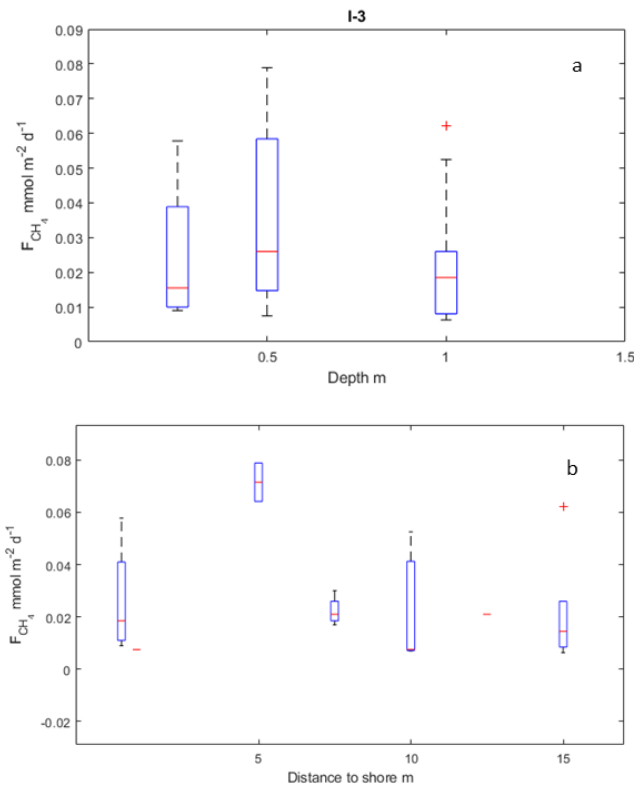 I-3
a
0.09
0.08
0.07
0.06
0.05
0.04
0.03
0.02
0.01
0
F_CH₄ mmol m⁻² d⁻¹
0.5 1 1.5
Depth m
b
0.08
0.06
0.04
0.02
0
-0.02
F_CH₄ mmol m⁻² d⁻¹
5 10 15
Distance to shore m